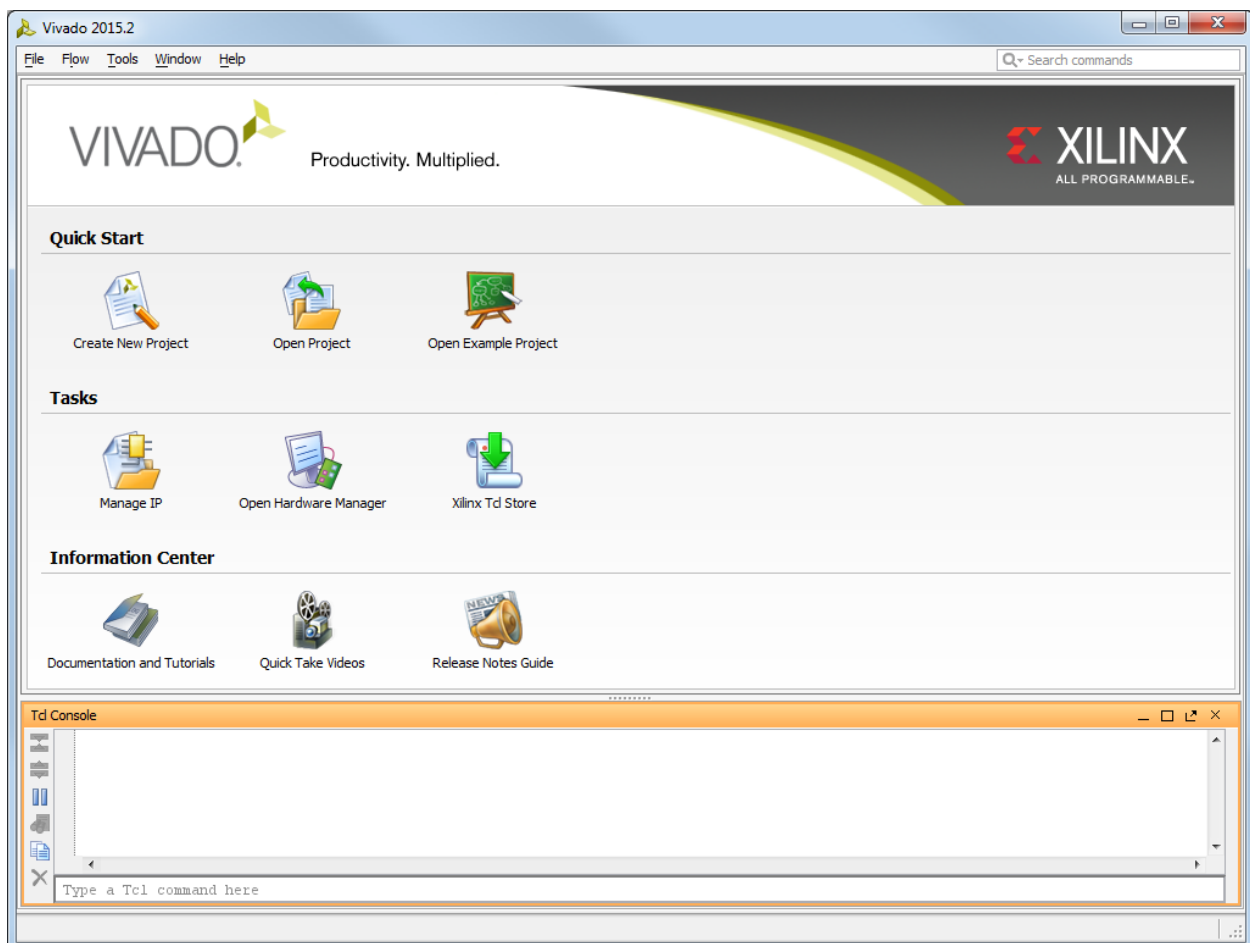 Vivado 2015.2
File Flow Tools Window Help
Search commands
VIVADO. Productivity. Multiplied.
XILINX
ALL PROGRAMMABLE™
Quick Start
Create New Project Open Project Open Example Project
Tasks
Manage IP Open Hardware Manager Xilinx Tcl Store
Information Center
NEWS
Documentation and Tutorials Quick Take Videos Release Notes Guide
Tcl Console
Type a Tcl command here